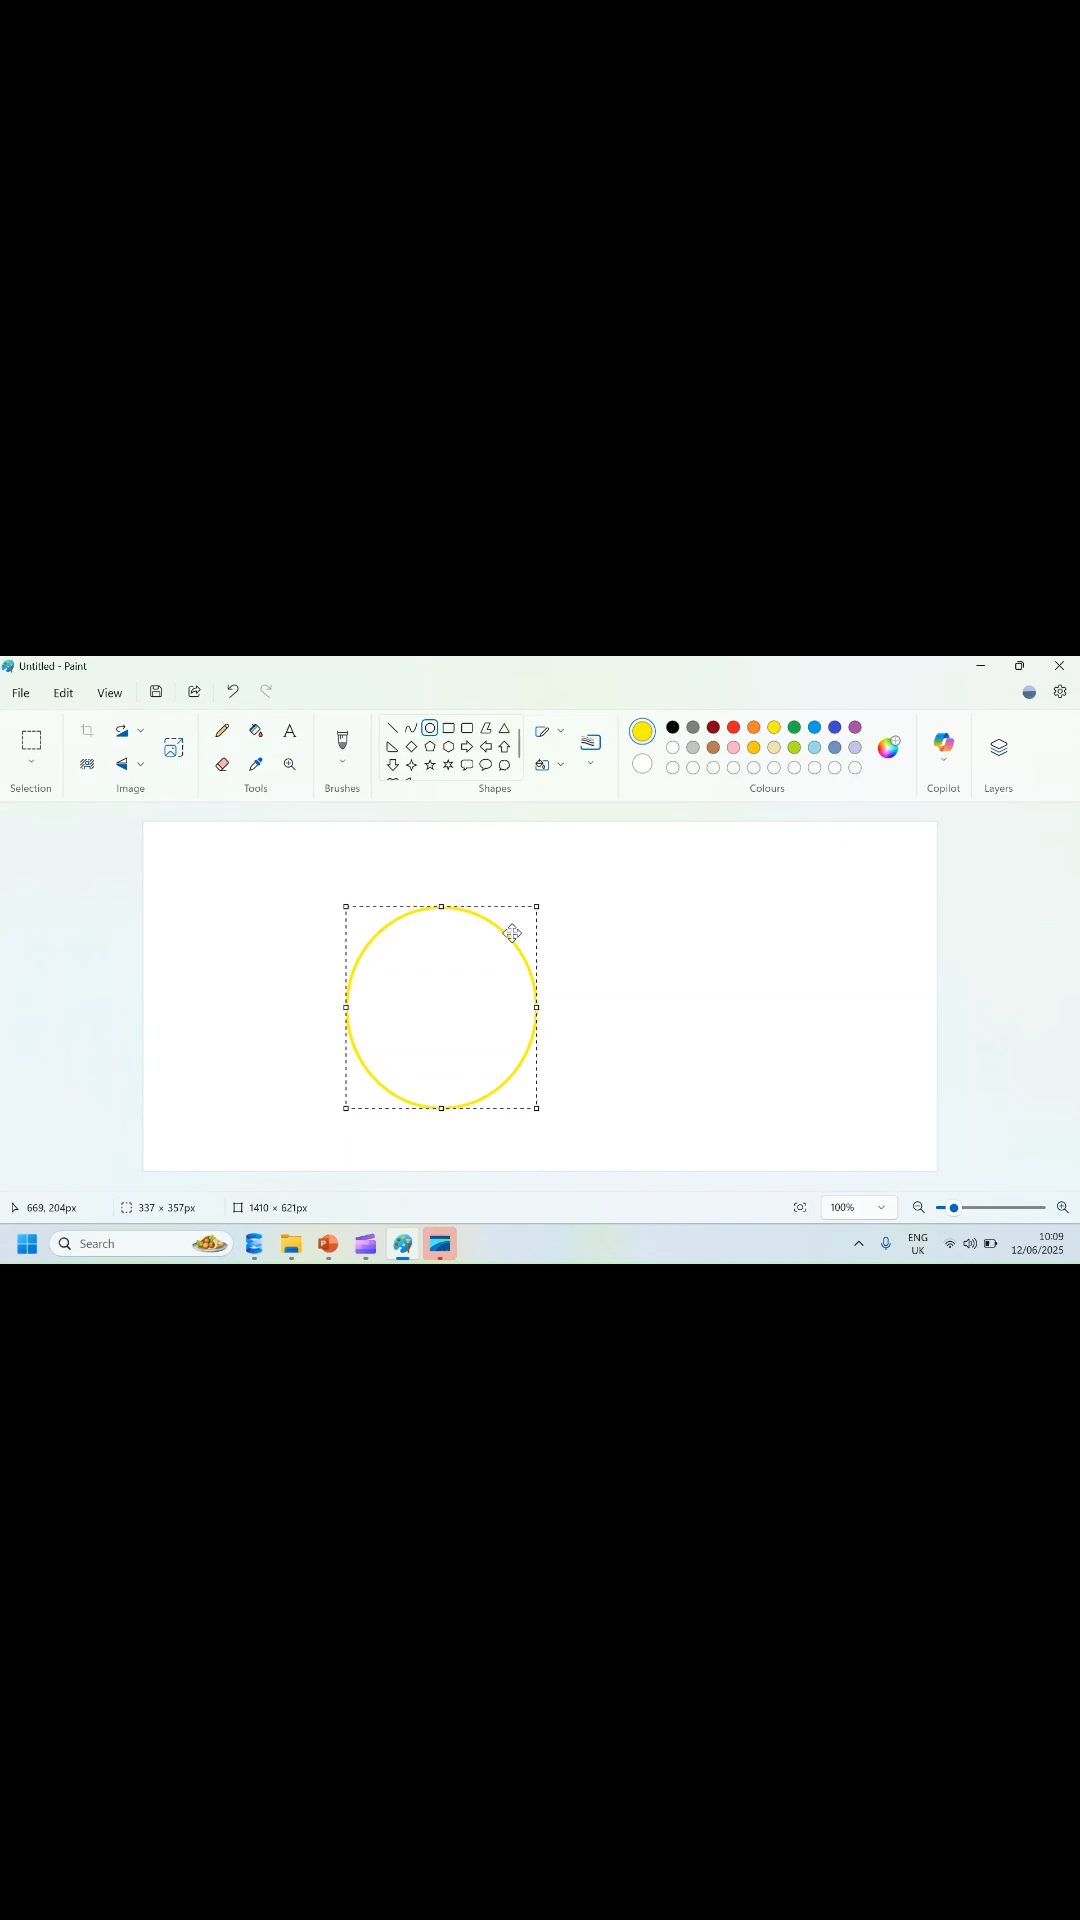 Untitled - Paint
File Edit View
Selection Image Tools Brushes Shapes Colours Copilot Layers
669, 204px 337 × 357px 1410 × 621px 100%
Search ENG 10:09
UK 12/06/2025